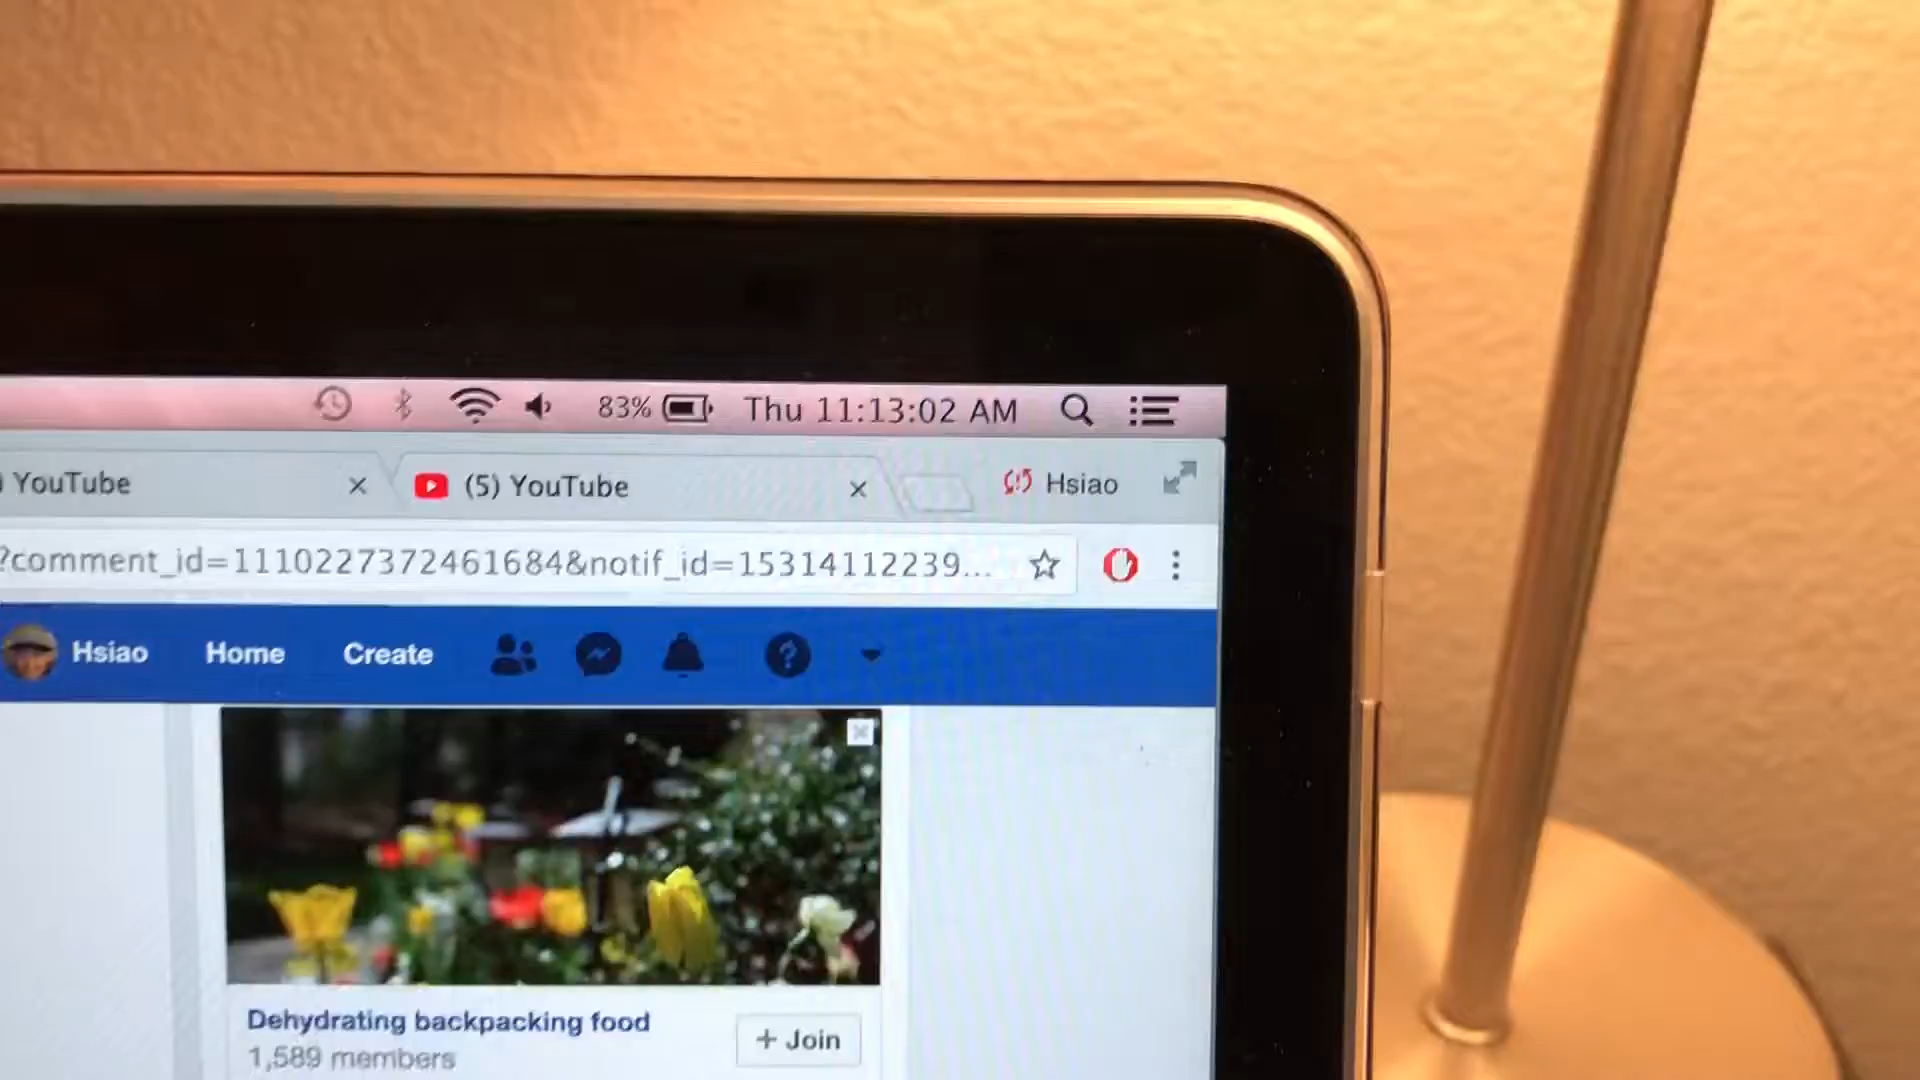 83% Thu 11:13:02 AM
YouTube
(5) YouTube
Hsiao
?comment_id=1110227372461684&notif_id=15314112239...
Hsiao Home Create
Dehydrating backpacking food
+ Join
1,589 members